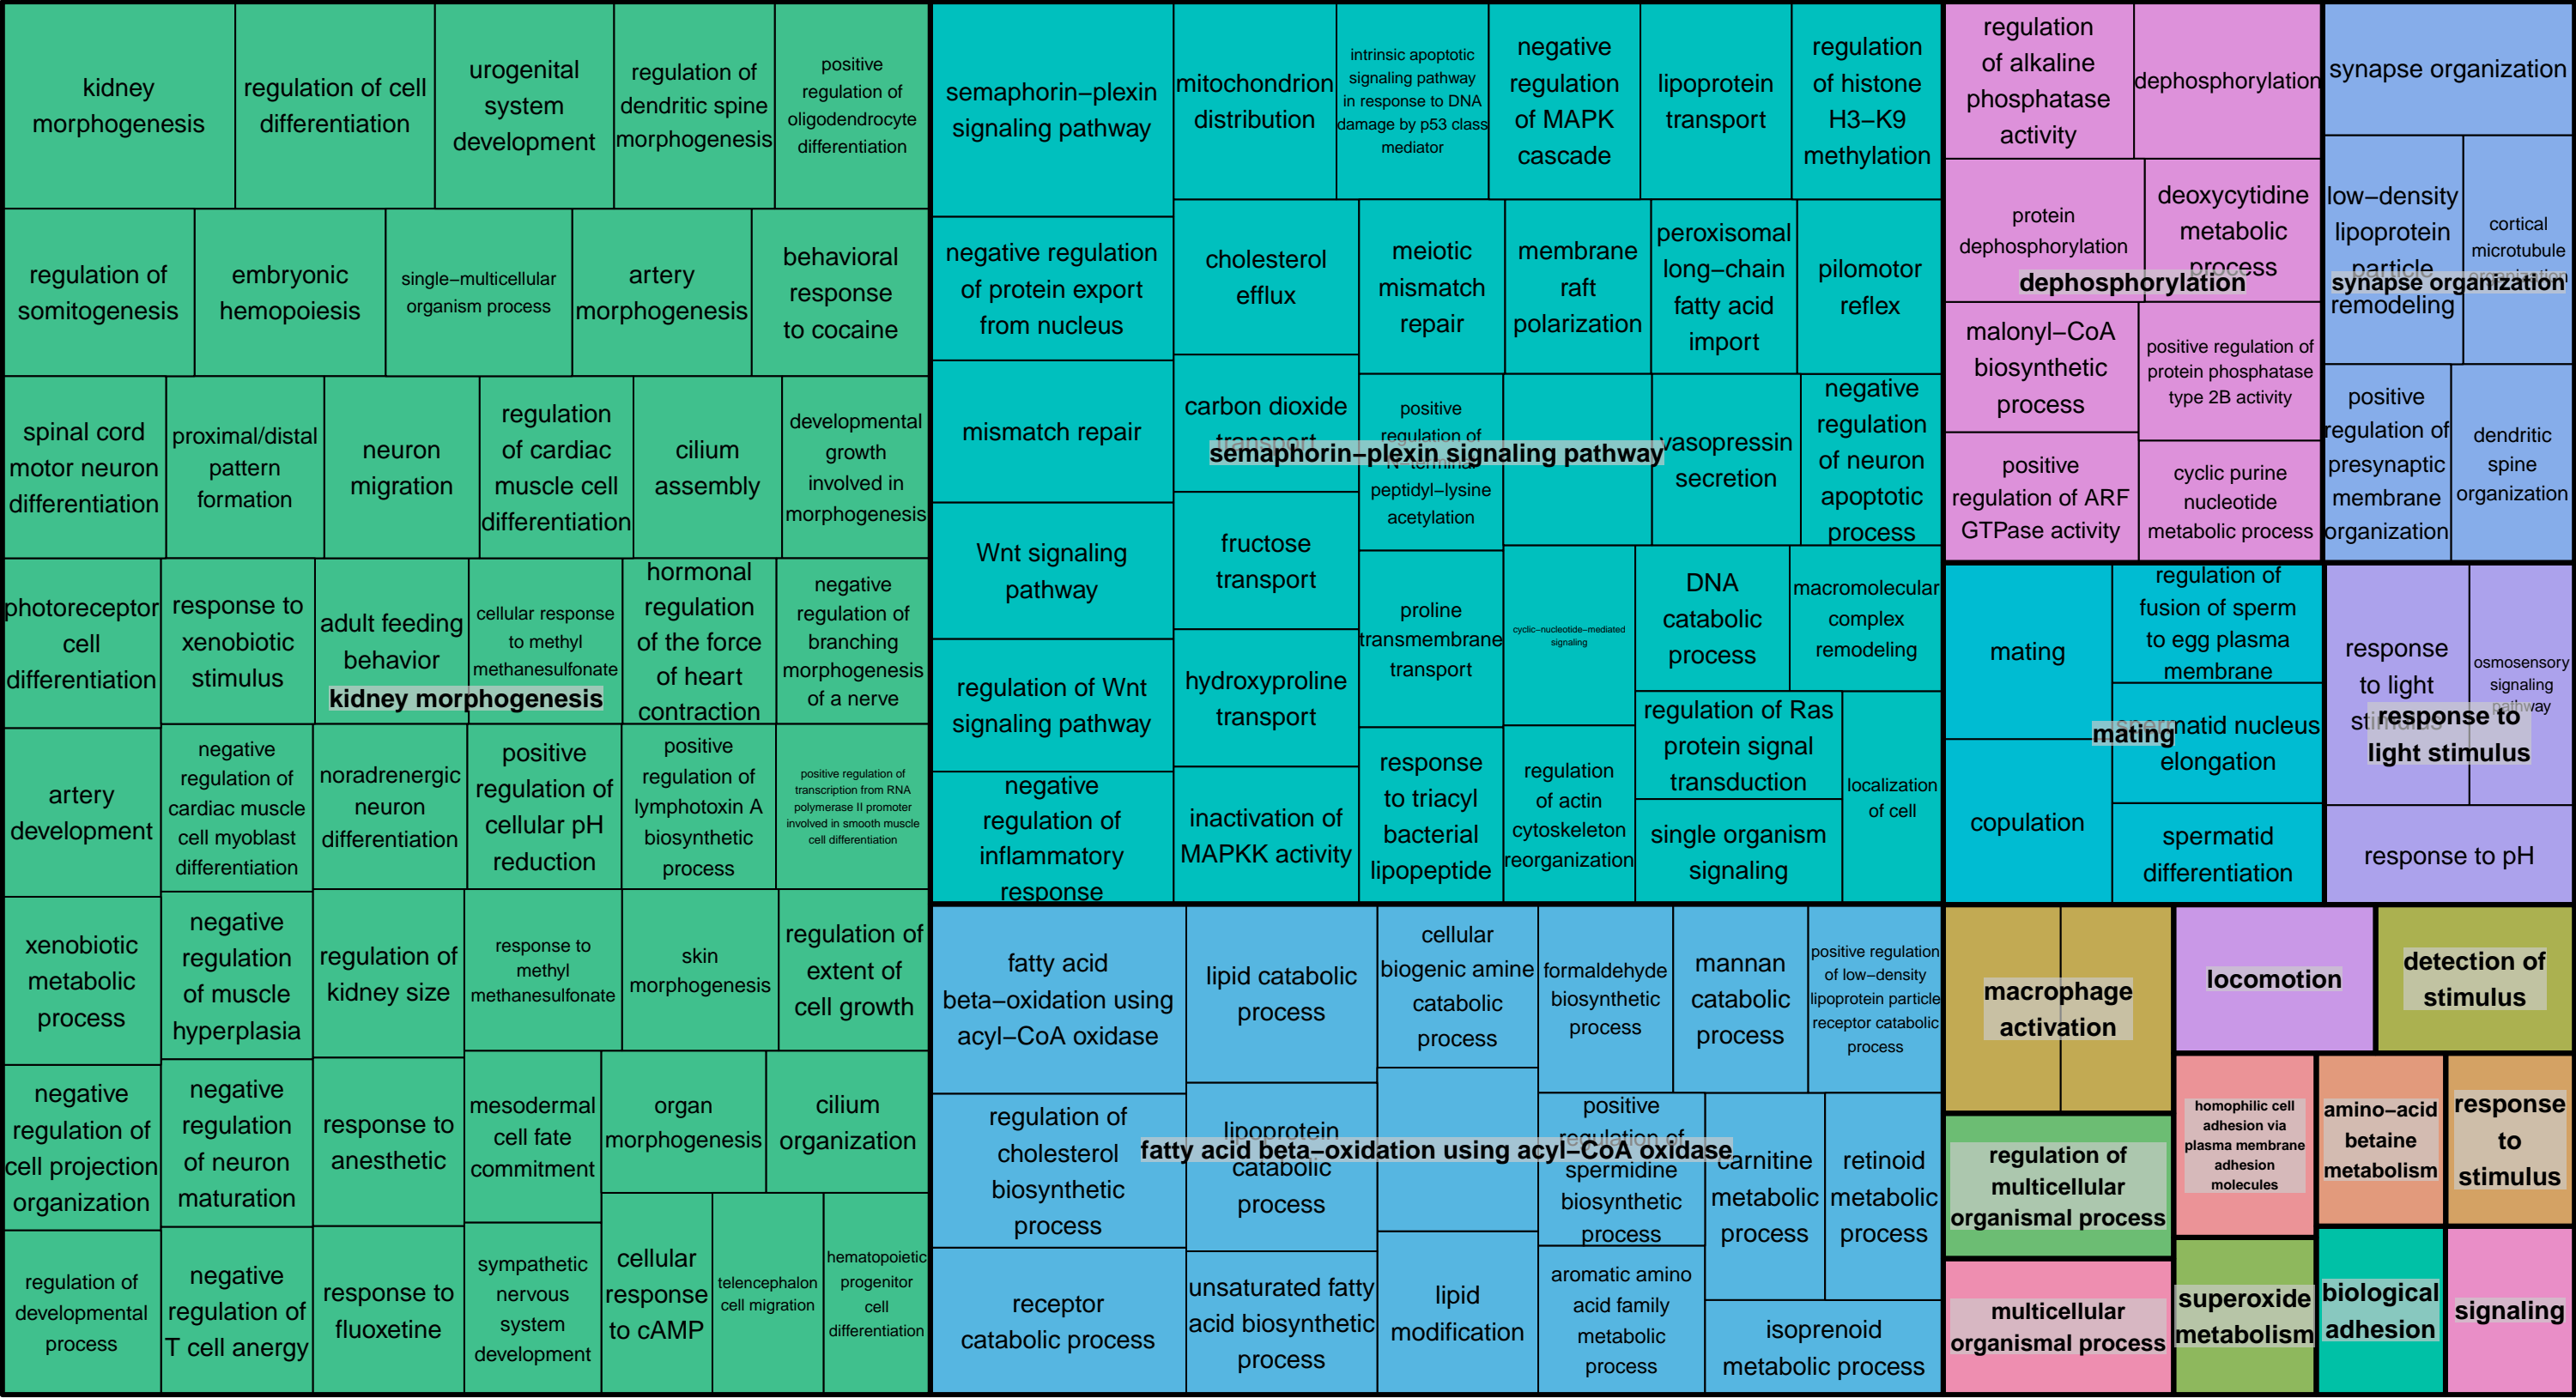 kidney
morphogenesis
regulation of cell
differentiation
urogenital
system
development
regulation of
dendritic spine
morphogenesis
positive
regulation of
oligodendrocyte
differentiation
regulation of
somitogenesis
embryonic
hemopoiesis
single−multicellular
organism process
artery
morphogenesis
behavioral
response
to cocaine
spinal cord
motor neuron
differentiation
proximal/distal
pattern
formation
neuron
migration
regulation
of cardiac
muscle cell
differentiation
cilium
assembly
developmental
growth
involved in
morphogenesis
photoreceptor
cell
differentiation
response to
xenobiotic
stimulus
adult feeding
behavior
cellular response
to methyl
methanesulfonate
hormonal
regulation
of the force
of heart
contraction
negative
regulation of
branching
morphogenesis
of a nerve
kidney morphogenesis
artery
development
negative
regulation of
cardiac muscle
cell myoblast
differentiation
noradrenergic
neuron
differentiation
positive
regulation of
cellular pH
reduction
positive
regulation of
lymphotoxin A
biosynthetic
process
positive regulation of
transcription from RNA
polymerase II promoter
involved in smooth muscle
cell differentiation
xenobiotic
metabolic
process
negative
regulation
of muscle
hyperplasia
regulation of
kidney size
response to
methyl
methanesulfonate
skin
morphogenesis
regulation of
extent of
cell growth
negative
regulation of
cell projection
organization
negative
regulation
of neuron
maturation
response to
anesthetic
mesodermal
cell fate
commitment
organ
morphogenesis
cilium
organization
regulation of
developmental
process
negative
regulation of
T cell anergy
response to
fluoxetine
sympathetic
nervous
system
development
cellular
response
to cAMP
telencephalon
cell migration
hematopoietic
progenitor
cell
differentiation
semaphorin−plexin
signaling pathway
mitochondrion
distribution
intrinsic apoptotic
signaling pathway
in response to DNA
damage by p53 class
mediator
negative
regulation
of MAPK
cascade
lipoprotein
transport
regulation
of histone
H3−K9
methylation
negative regulation
of protein export
from nucleus
cholesterol
efflux
meiotic
mismatch
repair
membrane
raft
polarization
peroxisomal
long−chain
fatty acid
import
pilomotor
reflex
mismatch repair
carbon dioxide
transport
positive
regulation of
N−terminal
peptidyl−lysine
acetylation
vasopressin
secretion
negative
regulation
of neuron
apoptotic
process
semaphorin−plexin signaling pathway
Wnt signaling
pathway
fructose
transport
proline
transmembrane
transport
cyclic−nucleotide−mediated
signaling
DNA
catabolic
process
macromolecular
complex
remodeling
regulation of Wnt
signaling pathway
hydroxyproline
transport
regulation of Ras
protein signal
transduction
localization
of cell
negative
regulation of
inflammatory
response
inactivation of
MAPKK activity
response
to triacyl
bacterial
lipopeptide
regulation
of actin
cytoskeleton
reorganization
single organism
signaling
fatty acid
beta−oxidation using
acyl−CoA oxidase
lipid catabolic
process
cellular
biogenic amine
catabolic
process
formaldehyde
biosynthetic
process
mannan
catabolic
process
positive regulation
of low−density
lipoprotein particle
receptor catabolic
process
regulation of
cholesterol
biosynthetic
process
lipoprotein
catabolic
process
positive
regulation of
spermidine
biosynthetic
process
carnitine
metabolic
process
retinoid
metabolic
process
fatty acid beta−oxidation using acyl−CoA oxidase
receptor
catabolic process
unsaturated fatty
acid biosynthetic
process
lipid
modification
aromatic amino
acid family
metabolic
process
isoprenoid
metabolic process
regulation
of alkaline
phosphatase
activity
dephosphorylation
protein
dephosphorylation
deoxycytidine
metabolic
process
dephosphorylation
malonyl−CoA
biosynthetic
process
positive regulation of
protein phosphatase
type 2B activity
positive
regulation of ARF
GTPase activity
cyclic purine
nucleotide
metabolic process
synapse organization
low−density
lipoprotein
particle
remodeling
cortical
microtubule
organization
synapse organization
positive
regulation of
presynaptic
membrane
organization
dendritic
spine
organization
mating
regulation of
fusion of sperm
to egg plasma
membrane
spermatid nucleus
elongation
mating
copulation
spermatid
differentiation
response
to light
stimulus
osmosensory
signaling
pathway
response to
light stimulus
response to pH
macrophage
activation
locomotion
detection of
stimulus
regulation of
multicellular
organismal process
homophilic cell
adhesion via
plasma membrane
adhesion
molecules
amino−acid
betaine
metabolism
response
to
stimulus
multicellular
organismal process
superoxide
metabolism
biological
adhesion
signaling